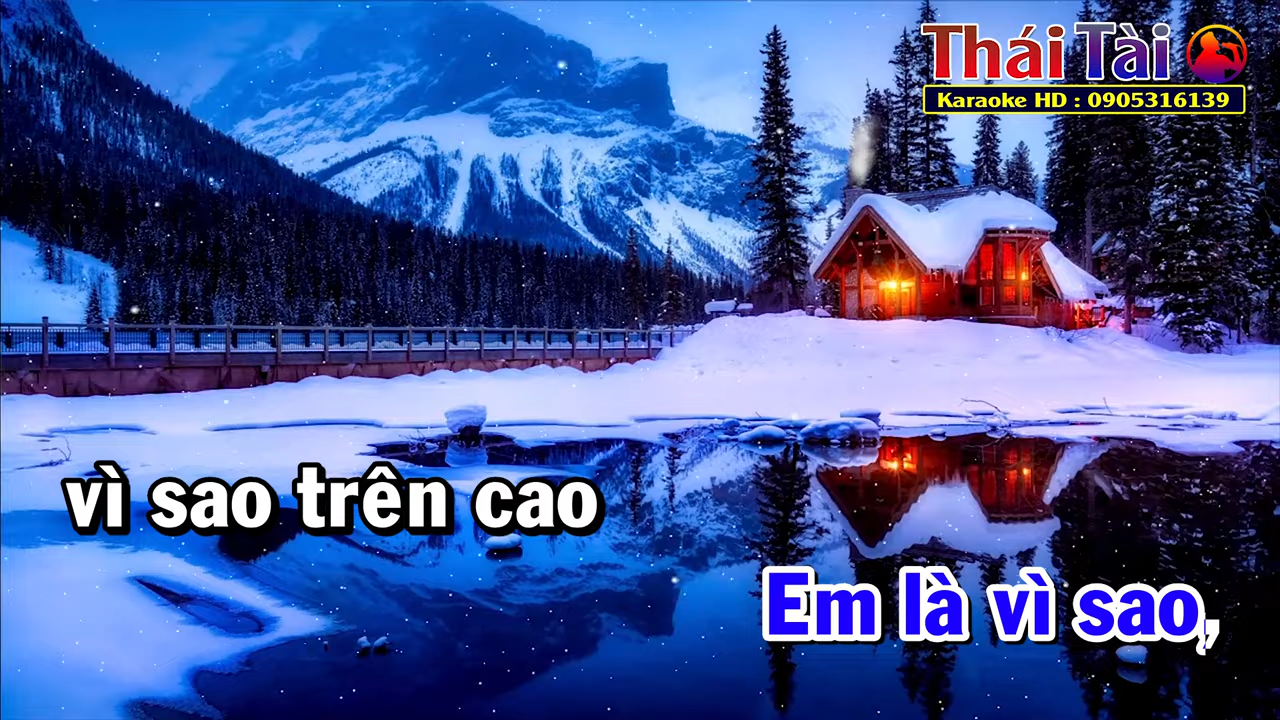 Thái Tài
Karaoke HD : 0905316139
vì sao trên cao
Em là vì sao,